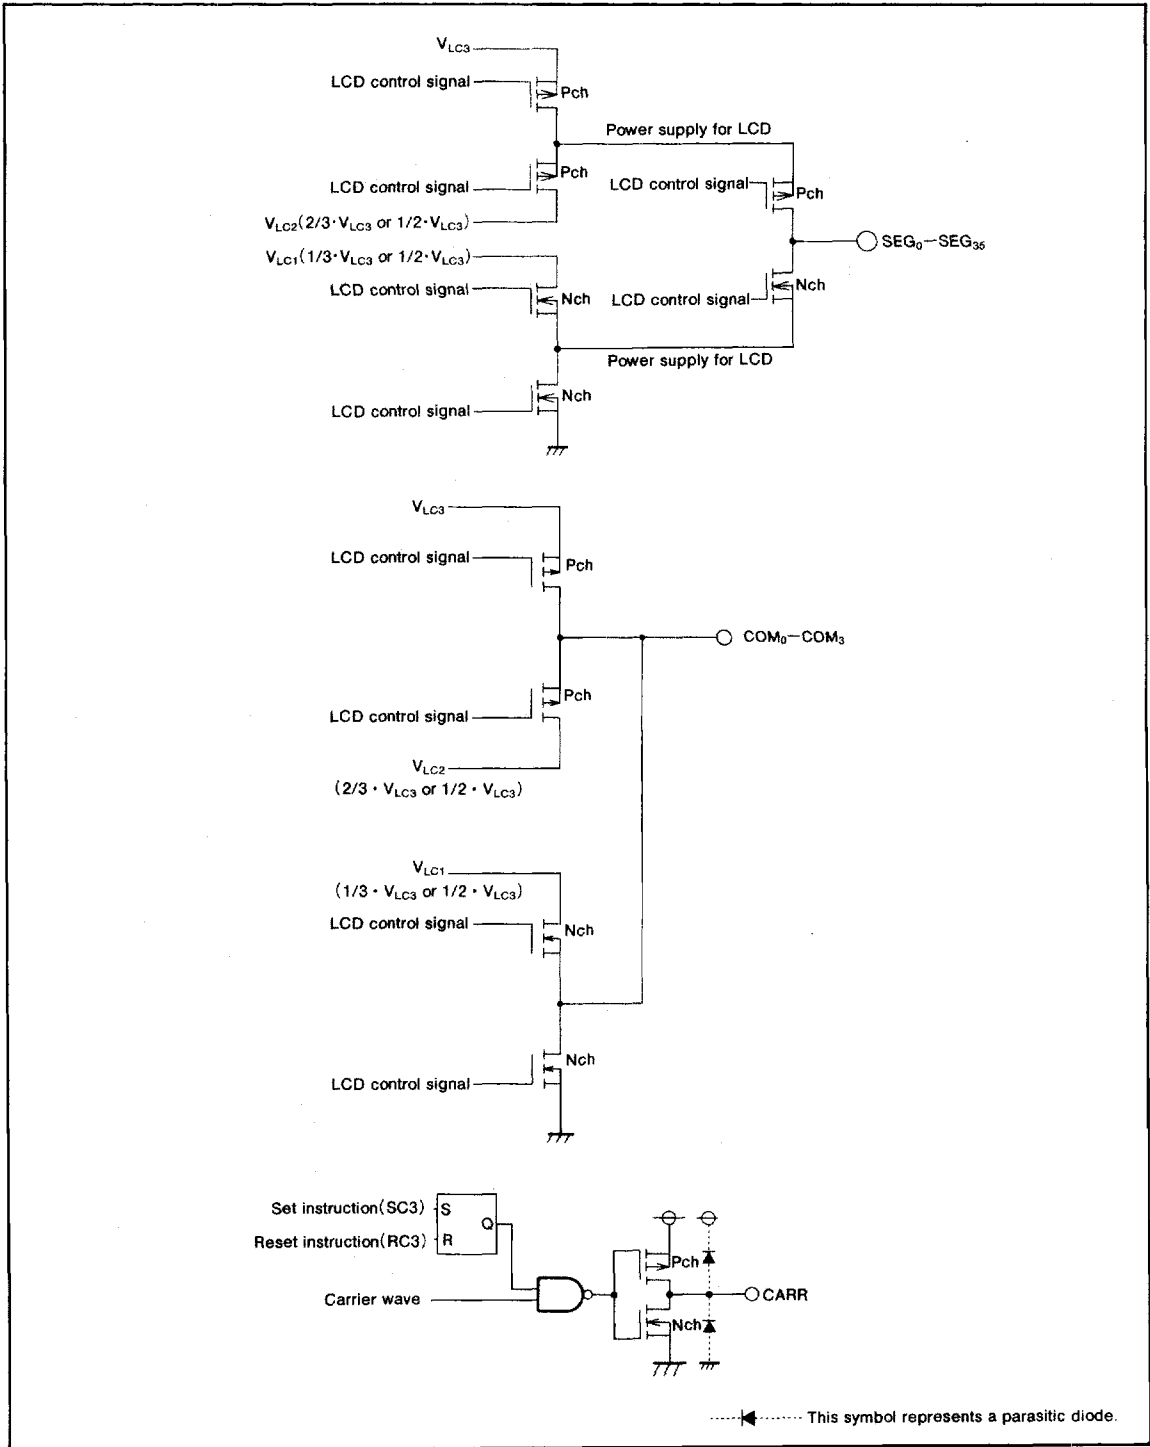 VLC3
LCD control signal
Pch
Power supply for LCD
Pch
LCD control signal
LCD control signal
Pch
VLC2(2/3·VLC3 or 1/2·VLC3)
SEG0—SEG35
VLC1(1/3·VLC3 or 1/2·VLC3)
LCD control signal
Nch
LCD control signal
Nch
Power supply for LCD
Nch
LCD control signal
VLC3
LCD control signal
Pch
COM0—COM3
Pch
LCD control signal
VLC2
(2/3 · VLC3 or 1/2 · VLC3)
VLC1
(1/3 · VLC3 or 1/2 · VLC3)
LCD control signal
Nch
Nch
LCD control signal
Set instruction(SC3)
S
Q
Reset instruction(RC3)
R
Pch
Carrier wave
CARR
Nch
This symbol represents a parasitic diode.